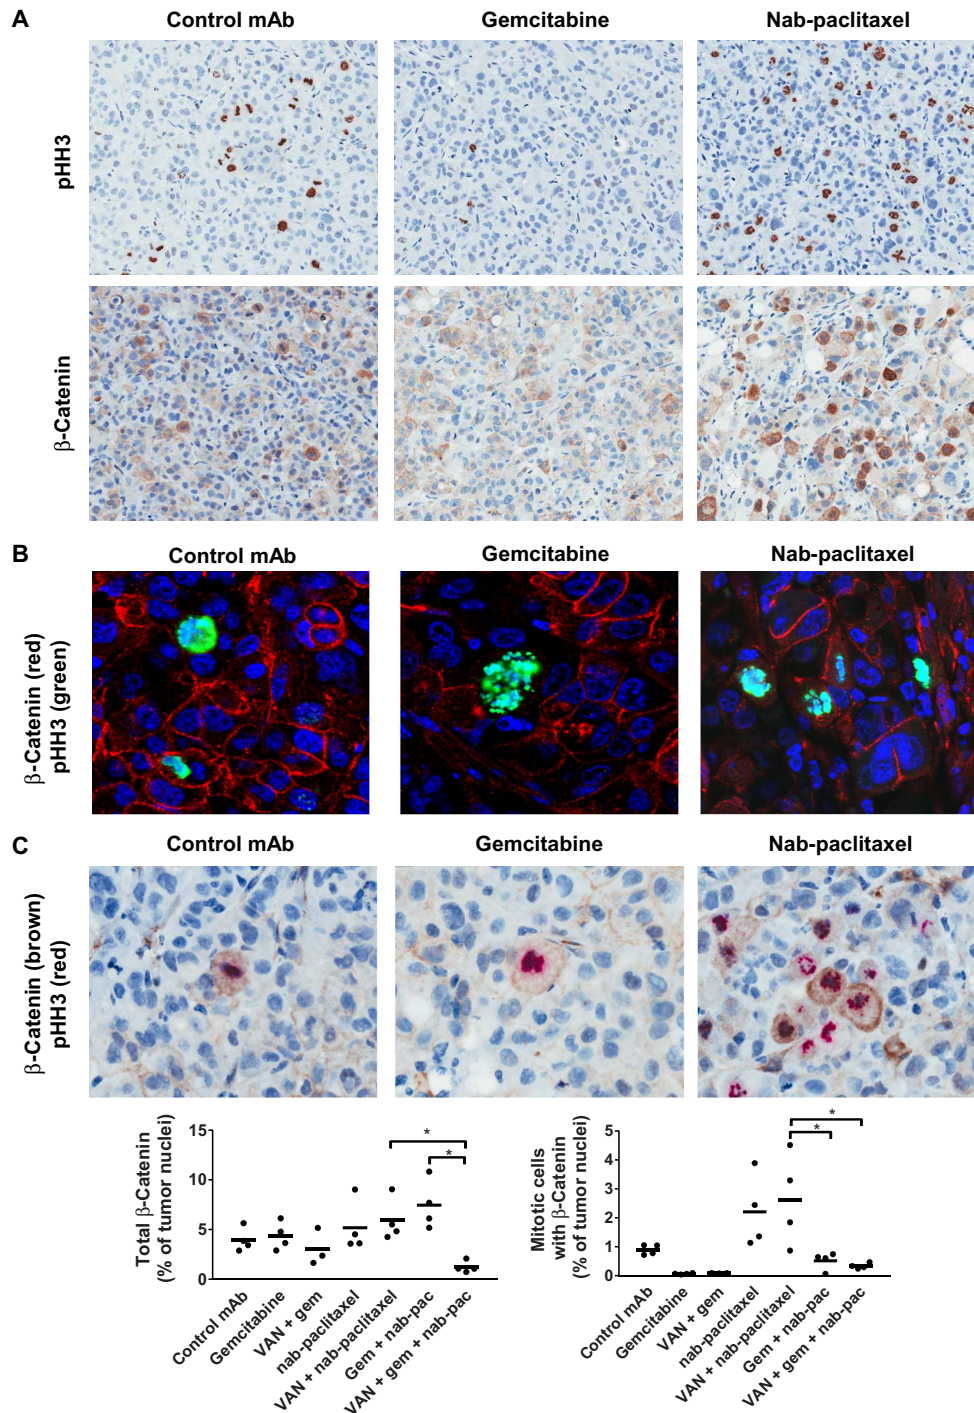 A
Control mAb
Gemcitabine
Nab-paclitaxel
pHH3
β-Catenin
B
Control mAb
Gemcitabine
Nab-paclitaxel
β-Catenin (red)
pHH3 (green)
C
Control mAb
Gemcitabine
Nab-paclitaxel
β-Catenin (brown)
pHH3 (red)
Total β-Catenin
(% of tumor nuclei)
15
10
5
0
*
*
Control mAb
Gemcitabine
VAN + gem
nab-paclitaxel
VAN + nab-paclitaxel
Gem + nab-pac
VAN + gem + nab-pac
Mitotic cells
with β-Catenin
(% of tumor nuclei)
5
4
3
2
1
0
*
*
Control mAb
Gemcitabine
VAN + gem
nab-paclitaxel
VAN + nab-paclitaxel
Gem + nab-pac
VAN + gem + nab-pac